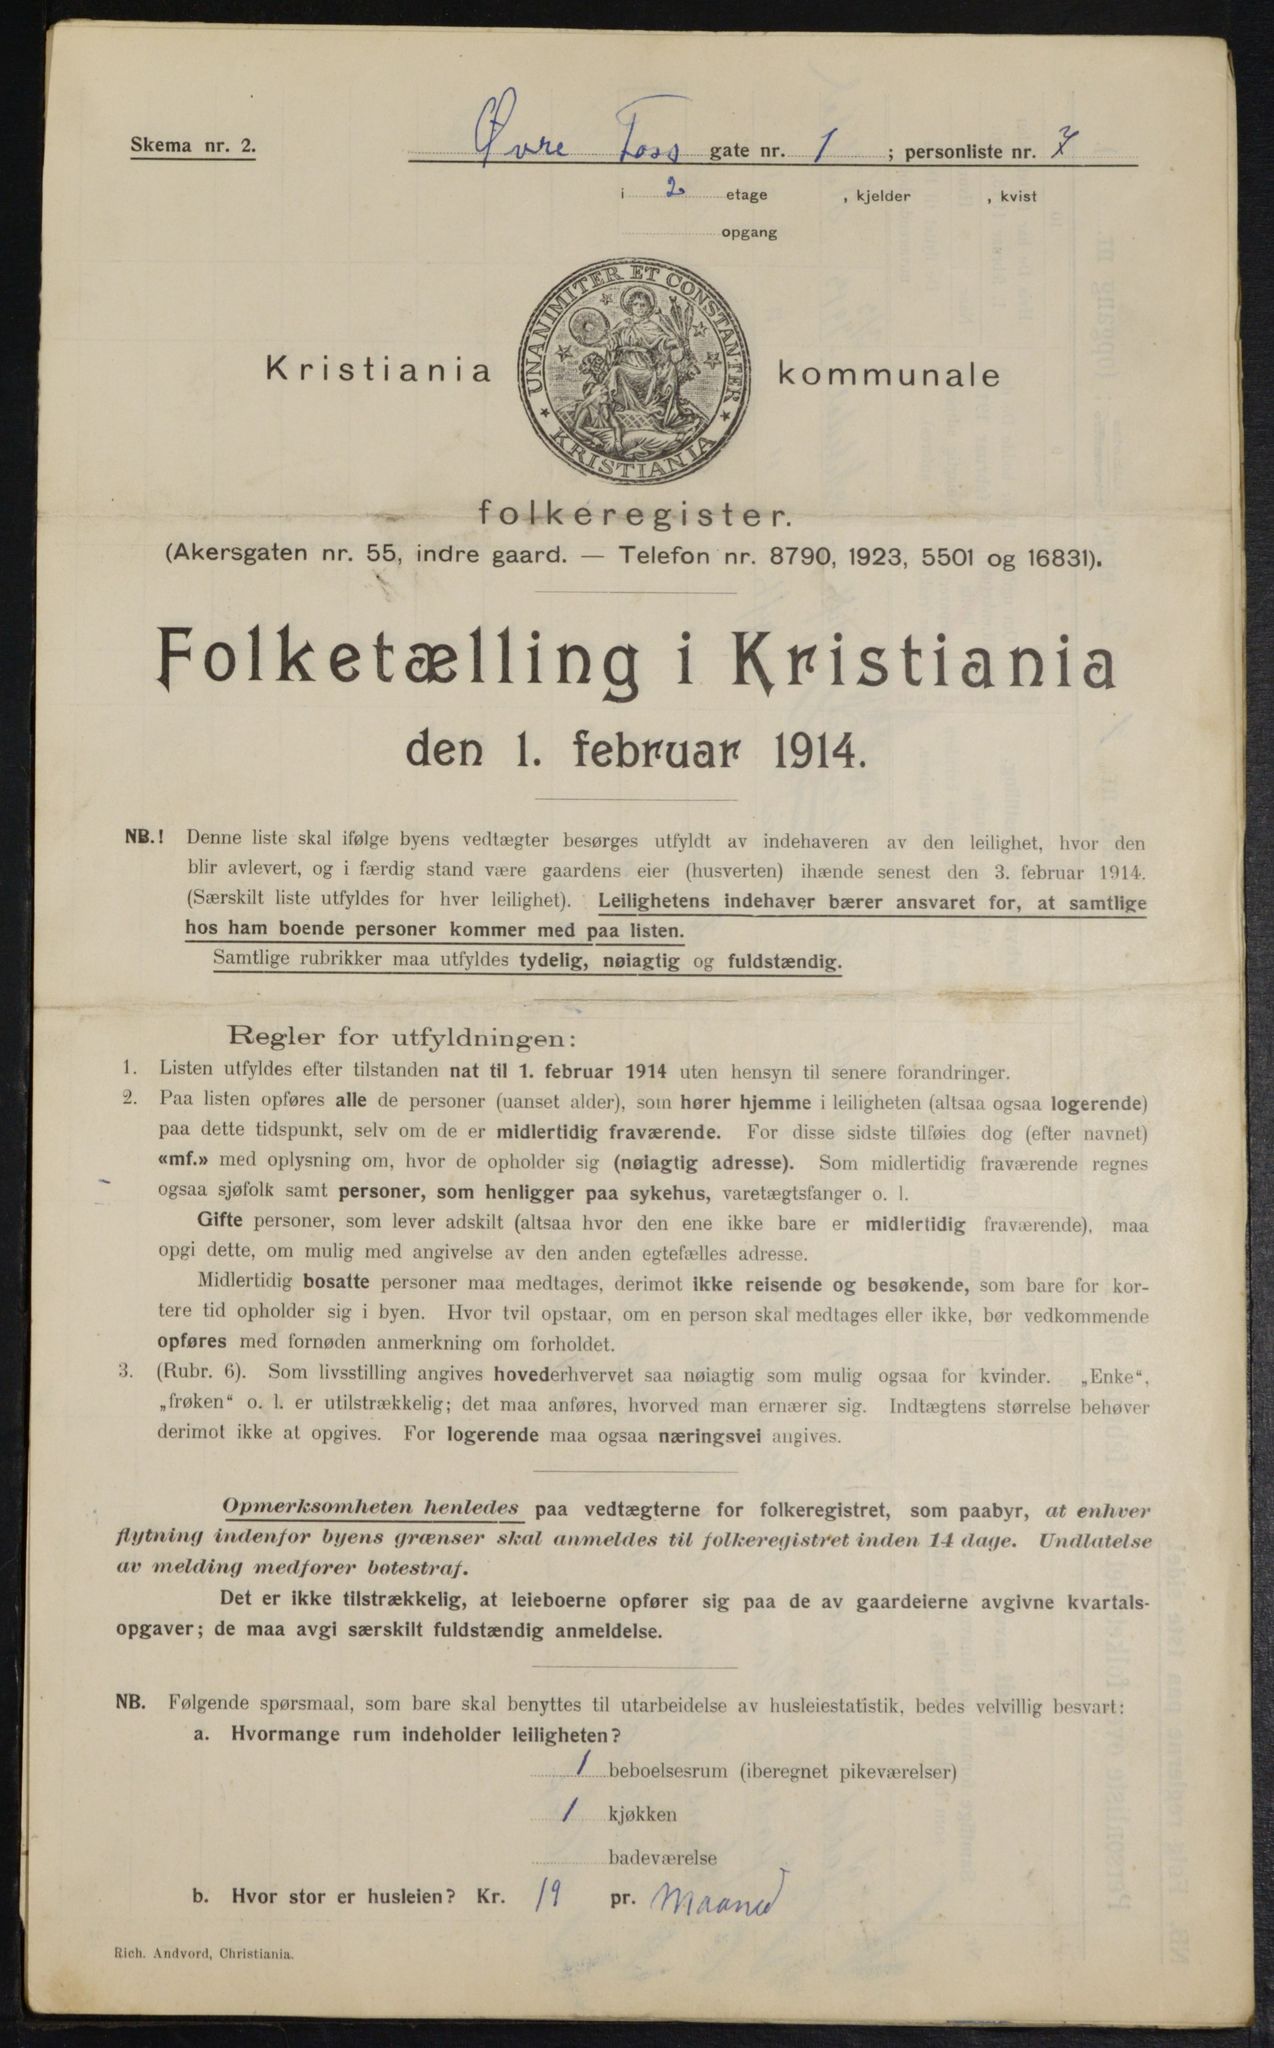 Skema nr. 2.
Øvre Foss gate nr. 1 ; personliste nr. 7
i 2 etage , kjelder , kvist
opgang
UNANIMITER ET CONSTANTER
KRISTIANIA
Kristiania kommunale
folkeregister.
(Akersgaten nr. 55, indre gaard. — Telefon nr. 8790, 1923, 5501 og 16831).
Folketælling i Kristiania
den 1. februar 1914.
NB.! Denne liste skal ifølge byens vedtægter besørges utfyldt av indehaveren av den leilighet, hvor den
blir avlevert, og i færdig stand være gaardens eier (husverten) ihænde senest den 3. februar 1914.
(Særskilt liste utfyldes for hver leilighet). Leilighetens indehaver bærer ansvaret for, at samtlige
hos ham boende personer kommer med paa listen.
Samtlige rubrikker maa utfyldes tydelig, nøiagtig og fuldstændig.
Regler for utfyldningen:
1. Listen utfyldes efter tilstanden nat til 1. februar 1914 uten hensyn til senere forandringer.
2. Paa listen opføres alle de personer (uanset alder), som hører hjemme i leiligheten (altsaa ogsaa logerende)
paa dette tidspunkt, selv om de er midlertidig fraværende. For disse sidste tilføies dog (efter navnet)
«mf.» med oplysning om, hvor de opholder sig (nøiagtig adresse). Som midlertidig fraværende regnes
ogsaa sjøfolk samt personer, som henligger paa sykehus, varetægtsfanger o. l.
Gifte personer, som lever adskilt (altsaa hvor den ene ikke bare er midlertidig fraværende), maa
opgi dette, om mulig med angivelse av den anden egtefælles adresse.
Midlertidig bosatte personer maa medtages, derimot ikke reisende og besøkende, som bare for kor-
tere tid opholder sig i byen. Hvor tvil opstaar, om en person skal medtages eller ikke, bør vedkommende
opføres med fornøden anmerkning om forholdet.
3. (Rubr. 6). Som livsstilling angives hovederhvervet saa nøiagtig som mulig ogsaa for kvinder. „Enke“,
„frøken“ o. l. er utilstrækkelig; det maa anføres, hvorved man ernærer sig. Indtægtens størrelse behøver
derimot ikke at opgives. For logerende maa ogsaa næringsvei angives.
Opmerksomheten henledes paa vedtægterne for folkeregistret, som paabyr, at enhver
flytning indenfor byens grænser skal anmeldes til folkeregistret inden 14 dage. Undlatelse
av melding medfører bøtestraf.
Det er ikke tilstrækkelig, at leieboerne opfører sig paa de av gaardeierne avgivne kvartals-
opgaver; de maa avgi særskilt fuldstændig anmeldelse.
NB. Følgende spørsmaal, som bare skal benyttes til utarbeidelse av husleiestatistik, bedes velvillig besvart:
a. Hvormange rum indeholder leiligheten?
1 beboelsesrum (iberegnet pikeværelser)
1 kjøkken
badeværelse
b. Hvor stor er husleien? Kr. 19 pr. Maaned
Rich. Andvord, Christiania.